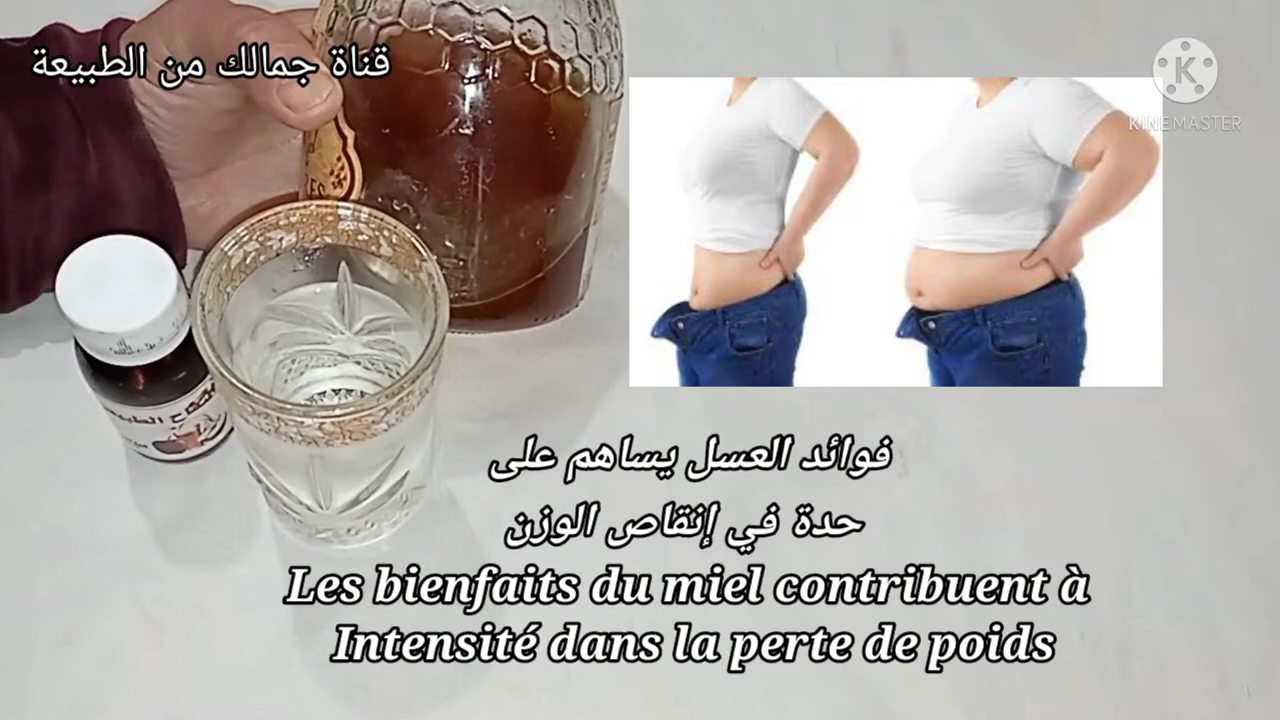 قناة جمالك من الطبيعة
KINEMASTER
فوائد العسل يساهم على
حدة في إنقاص الوزن
Les bienfaits du miel contribuent à
Intensité dans la perte de poids